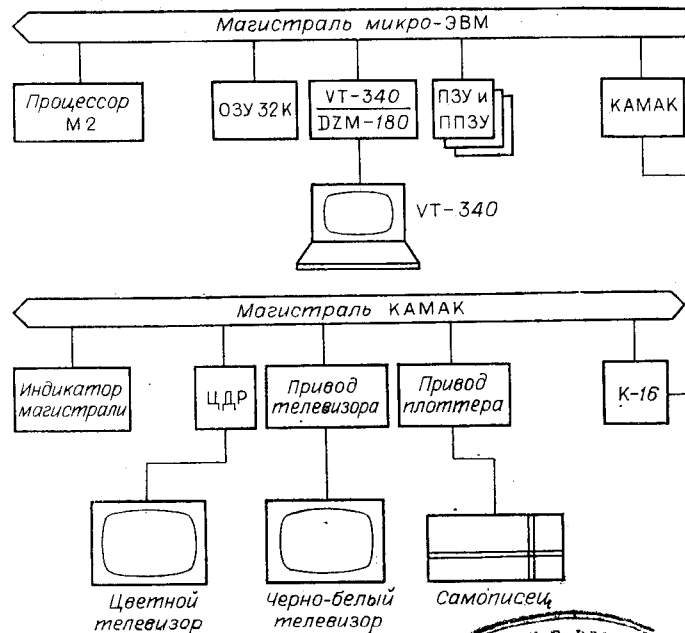 Магистраль микро-ЭВМ
Процессор
М2
ОЗУ 32К
VT-340
DZM-180
ПЗУ и
ППЗУ
КАМАК
VT-340
Магистраль КАМАК
Индикатор
магистрали
ЦДР
Привод
телевизора
Привод
плоттера
К-16
Цветной
телевизор
Черно-белый
телевизор
Самописец